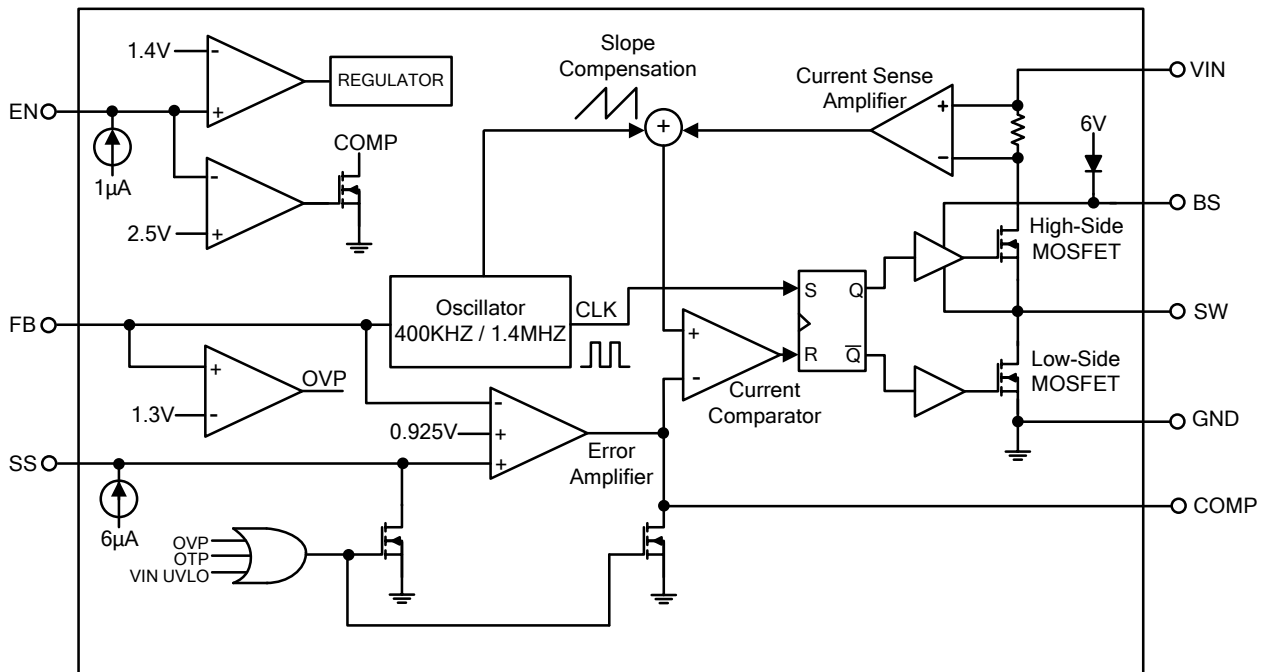 1.4V
-
+
REGULATOR
EN
1µA
-
+
2.5V
COMP
Slope
Compensation
+
Current Sense
Amplifier
+
-
VIN
6V
BS
High-Side
MOSFET
SW
Low-Side
MOSFET
GND
FB
Oscillator
400KHZ / 1.4MHZ
CLK
S
Q
R
Q̅
+
-
Current
Comparator
+
-
1.3V
OVP
-
0.925V
+
+
Error
Amplifier
SS
6µA
COMP
OVP
OTP
VIN UVLO